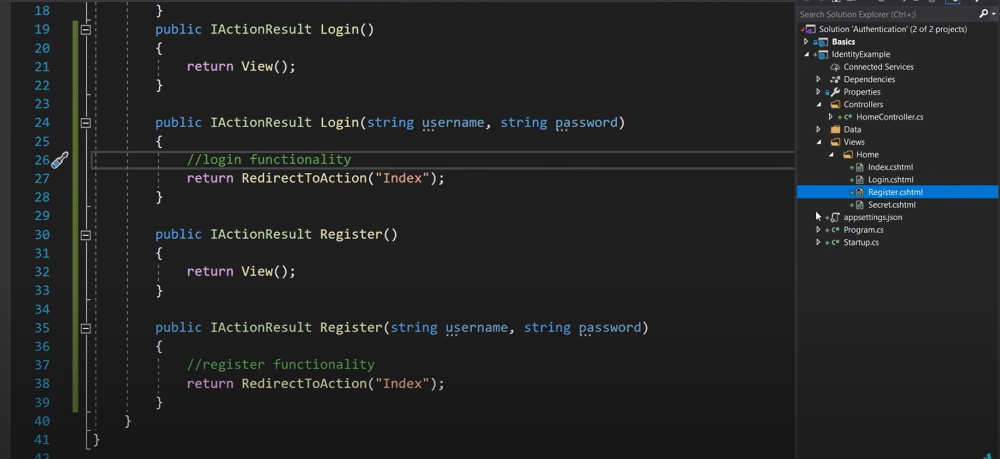 18 }
19 public IActionResult Login()
20 {
21 return View();
22 }
23
24 public IActionResult Login(string username, string password)
25 {
26 //login functionality
27 return RedirectToAction("Index");
28 }
29
30 public IActionResult Register()
31 {
32 return View();
33 }
34
35 public IActionResult Register(string username, string password)
36 {
37 //register functionality
38 return RedirectToAction("Index");
39 }
40 }
41 }
42
Search Solution Explorer (Ctrl+;)
Solution 'Authentication' (2 of 2 projects)
Basics
IdentityExample
Connected Services
Dependencies
Properties
Controllers
C# HomeController.cs
Data
Views
Home
Index.cshtml
Login.cshtml
Register.cshtml
Secret.cshtml
appsettings.json
C# Program.cs
C# Startup.cs